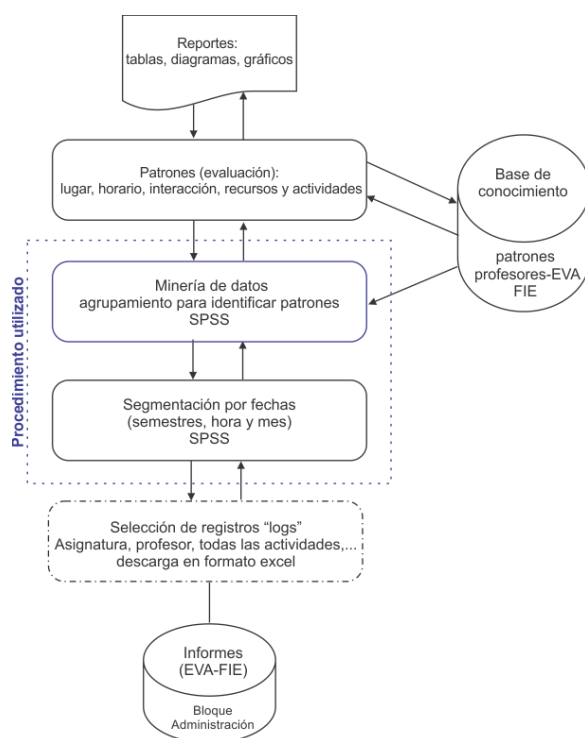 Reportes:
tablas, diagramas, gráficos
Patrones (evaluación):
lugar, horario, interacción, recursos y actividades
Base de
conocimiento
patrones
profesores-EVA
FIE
Procedimiento utilizado
Minería de datos
agrupamiento para identificar patrones
SPSS
Segmentación por fechas
(semestres, hora y mes)
SPSS
Selección de registros “logs”
Asignatura, profesor, todas las actividades,...
descarga en formato excel
Informes
(EVA-FIE)
Bloque
Administración